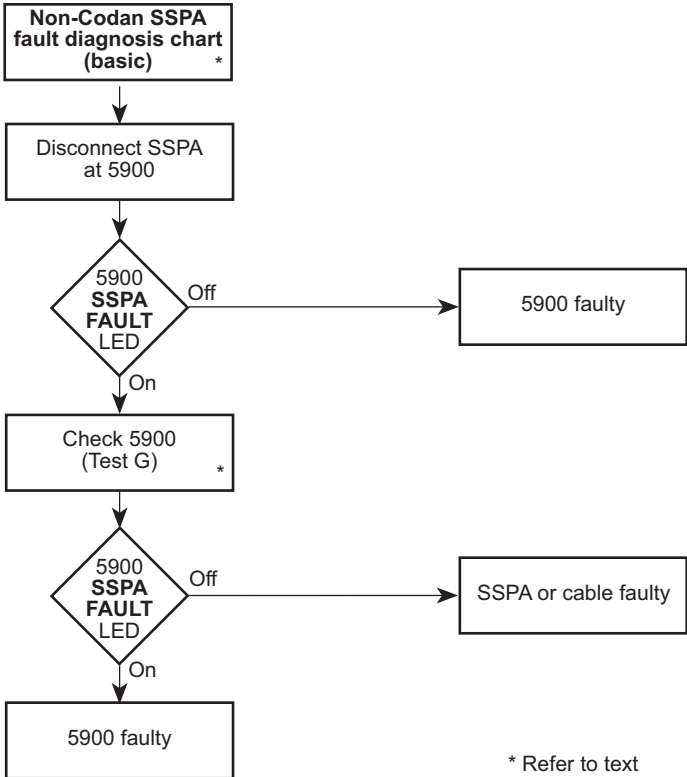 Non-Codan SSPA
fault diagnosis chart
(basic) *
Disconnect SSPA
at 5900
5900
SSPA
FAULT
LED
Off
5900 faulty
On
Check 5900
(Test G)
*
5900
SSPA
FAULT
LED
Off
SSPA or cable faulty
On
5900 faulty
* Refer to text